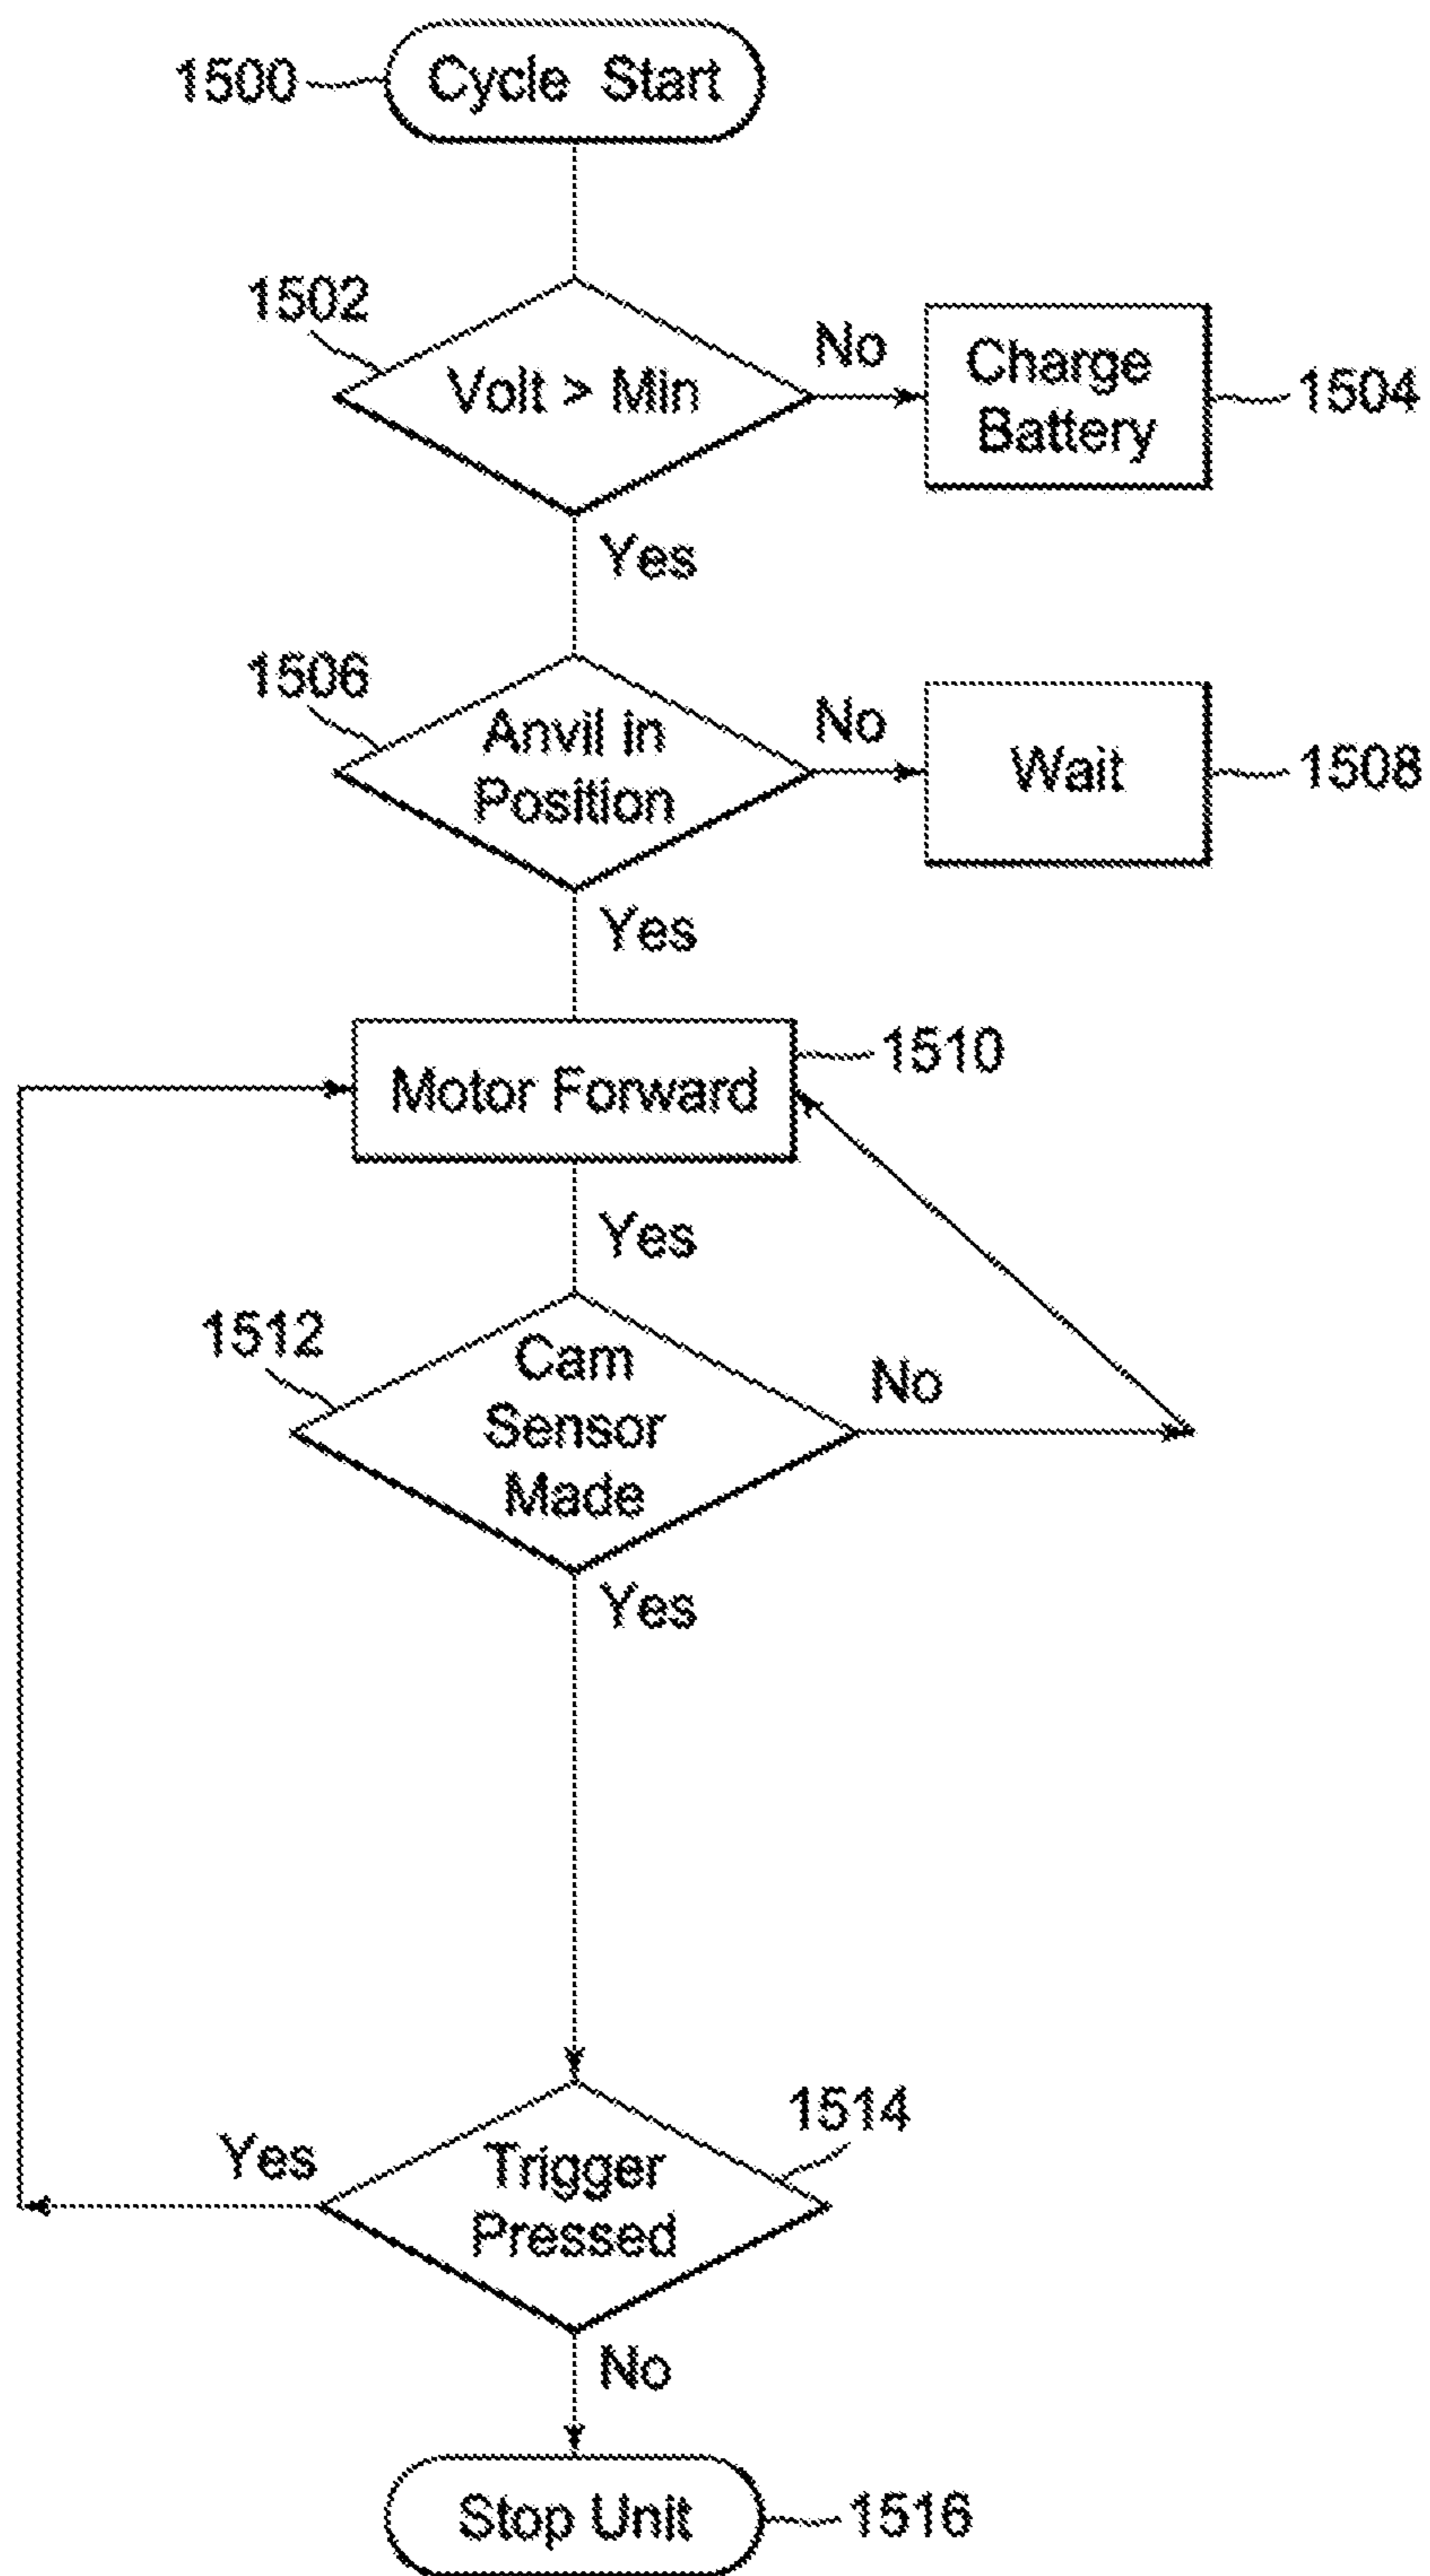 1500
Cycle Start
1502
Volt > Min
No
Charge
Battery
1504
Yes
1506
Anvil in
Position
No
Wait
1508
Yes
Motor Forward
1510
Yes
1512
Cam
Sensor
Made
No
Yes
1514
Yes
Trigger
Pressed
No
Stop Unit
1516